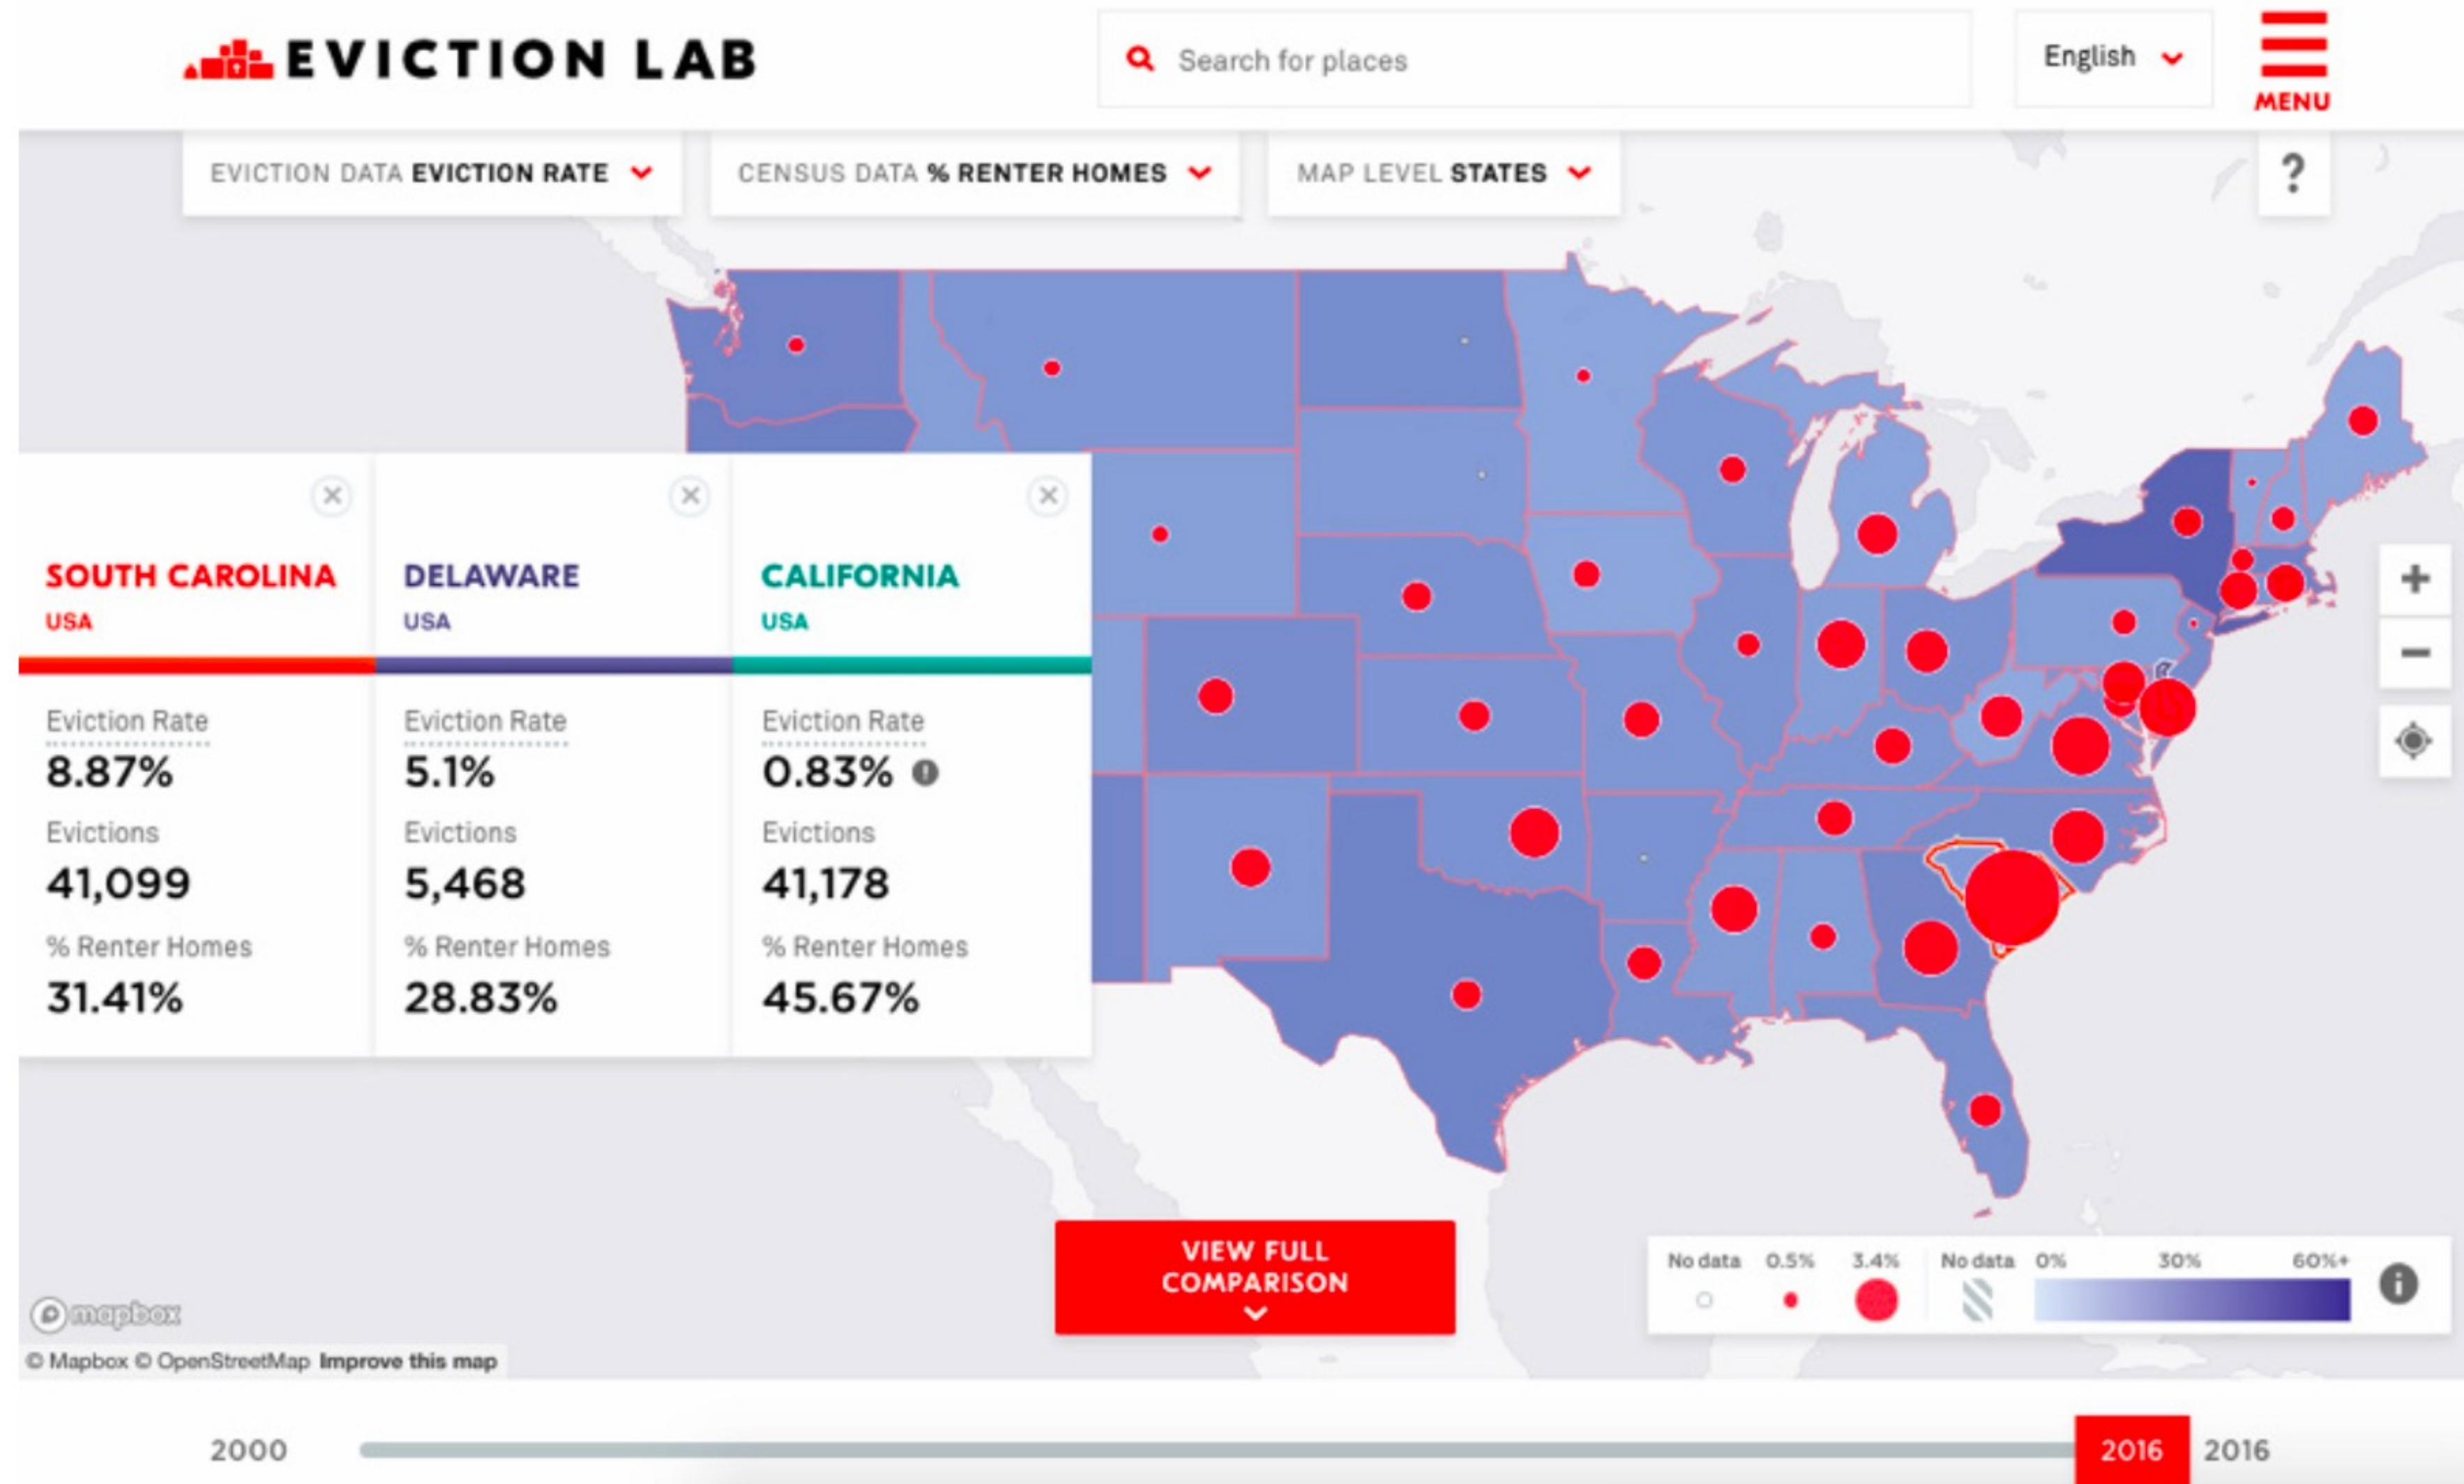 EVICTION LAB
Search for places
English
MENU
EVICTION DATA EVICTION RATE
CENSUS DATA % RENTER HOMES
MAP LEVEL STATES
?
SOUTH CAROLINA
USA
Eviction Rate
8.87%
Evictions
41,099
% Renter Homes
31.41%
DELAWARE
USA
Eviction Rate
5.1%
Evictions
5,468
% Renter Homes
28.83%
CALIFORNIA
USA
Eviction Rate
0.83%
Evictions
41,178
% Renter Homes
45.67%
VIEW FULL
COMPARISON
No data 0.5% 3.4% No data 0% 30% 60%+
mapbox
© Mapbox © OpenStreetMap Improve this map
2000
2016
2016